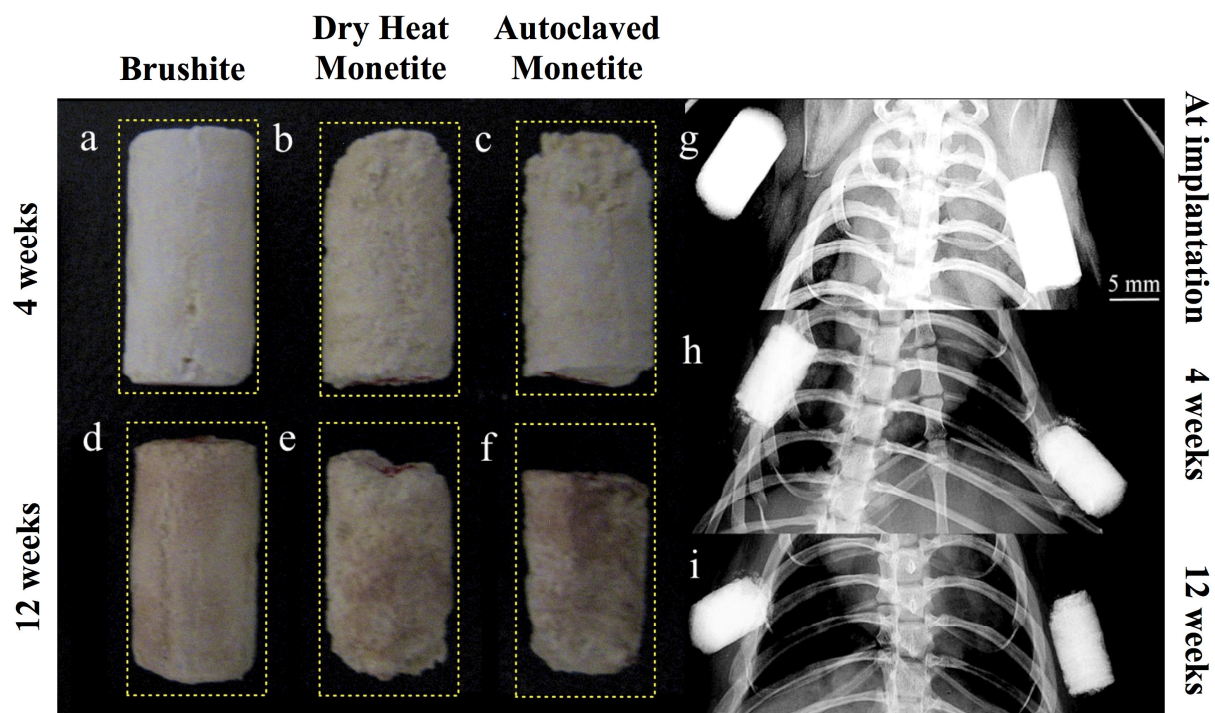 Brushite
Dry Heat
Monetite
Autoclaved
Monetite
4 weeks
12 weeks
a
b
c
d
e
f
g
h
i
5 mm
At implantation
4 weeks
12 weeks